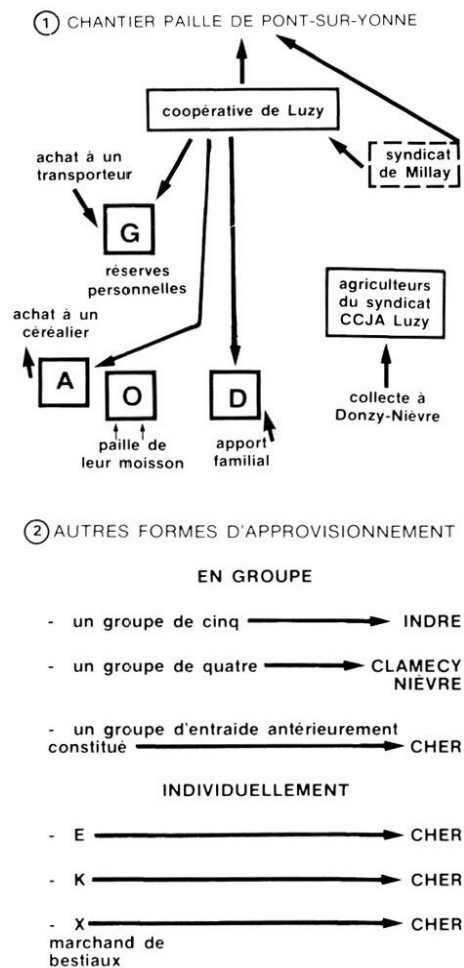 ① CHANTIER PAILLE DE PONT-SUR-YONNE
coopérative de Luzy
syndicat
de Millay
achat à un
transporteur
G
réserves
personnelles
agriculteurs
du syndicat
CCJA Luzy
achat à un
céréalier
A
O
D
collecte à
Donzy-Nièvre
paille de
leur moisson
apport
familial
② AUTRES FORMES D'APPROVISIONNEMENT
EN GROUPE
- un groupe de cinq INDRE
- un groupe de quatre CLAMECY
NIÈVRE
- un groupe d'entraide antérieurement
constitué CHER
INDIVIDUELLEMENT
- E CHER
- K CHER
- X CHER
marchand de
bestiaux